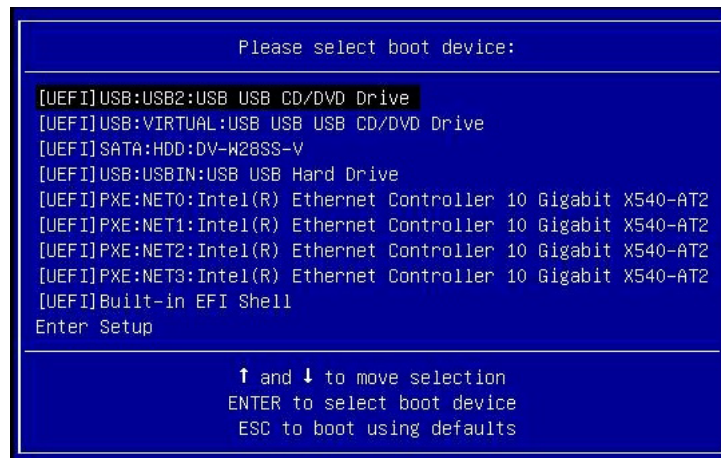 Please select boot device:
[UEFI]USB:USB2:USB USB CD/DVD Drive
[UEFI]USB:VIRTUAL:USB USB USB CD/DVD Drive
[UEFI]SATA:HDD:DV-W28SS-V
[UEFI]USB:USBIN:USB USB Hard Drive
[UEFI]PXE:NET0:Intel(R) Ethernet Controller 10 Gigabit X540-AT2
[UEFI]PXE:NET1:Intel(R) Ethernet Controller 10 Gigabit X540-AT2
[UEFI]PXE:NET2:Intel(R) Ethernet Controller 10 Gigabit X540-AT2
[UEFI]PXE:NET3:Intel(R) Ethernet Controller 10 Gigabit X540-AT2
[UEFI]Built-in EFI Shell
Enter Setup
↑ and ↓ to move selection
ENTER to select boot device
ESC to boot using defaults